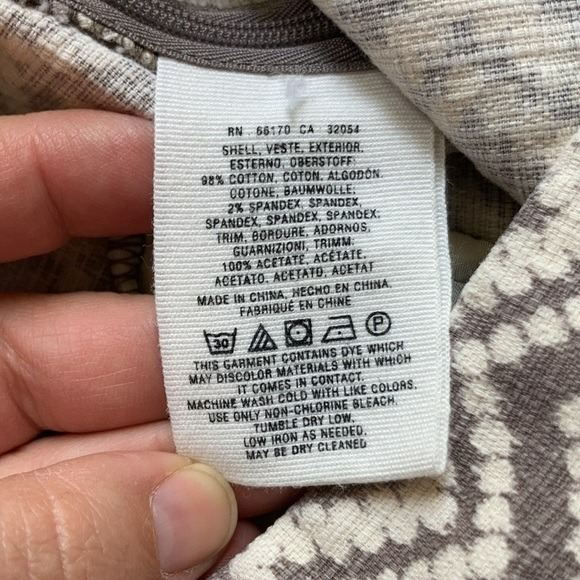 RN 66170 CA 32054
SHELL, VESTE, EXTERIOR,
ESTERNO, OBERSTOFF:
98% COTTON, COTON, ALGODÓN,
COTONE, BAUMWOLLE;
2% SPANDEX, SPANDEX,
SPANDEX, SPANDEX, SPANDEX;
TRIM, BORDURE, ADORNOS,
GUARNIZIONI, TRIMM:
100% ACETATE, ACÉTATE,
ACETATO, ACETATO, ACETAT
MADE IN CHINA, HECHO EN CHINA,
FABRIQUÉ EN CHINE
30 P
THIS GARMENT CONTAINS DYE WHICH
MAY DISCOLOR MATERIALS WITH WHICH
IT COMES IN CONTACT.
MACHINE WASH COLD WITH LIKE COLORS.
USE ONLY NON-CHLORINE BLEACH.
TUMBLE DRY LOW.
LOW IRON AS NEEDED.
MAY BE DRY CLEANED